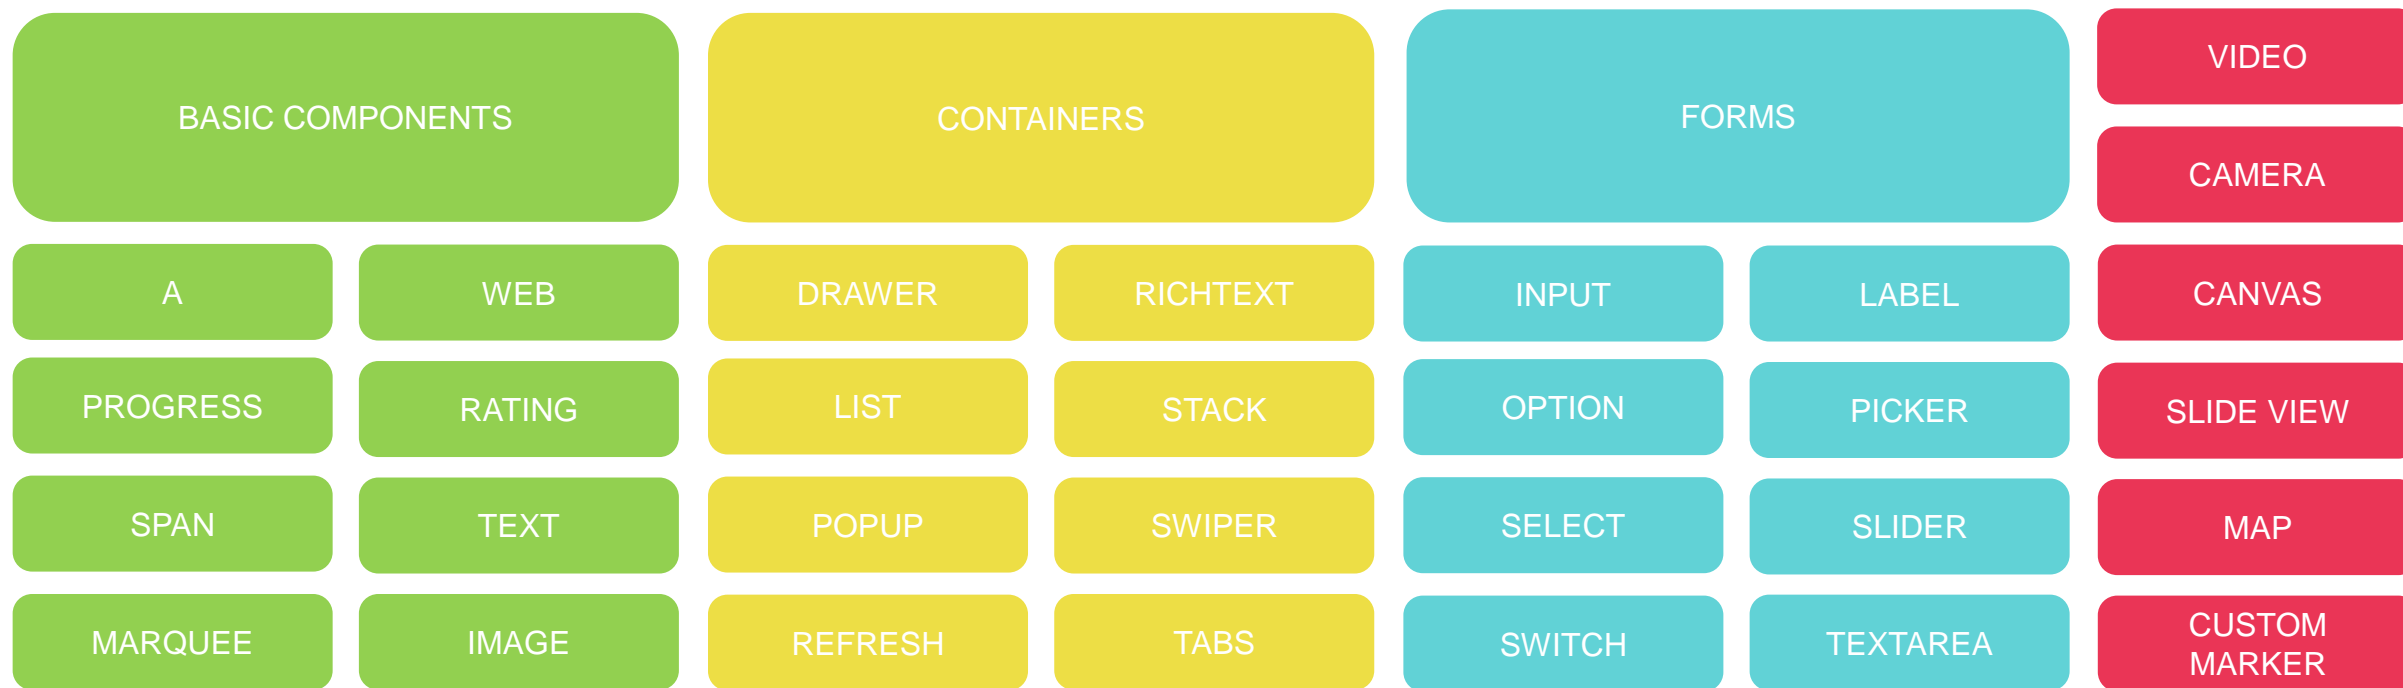 BASIC COMPONENTS
CONTAINERS
FORMS
VIDEO
CAMERA
A
WEB
DRAWER
RICHTEXT
INPUT
LABEL
CANVAS
PROGRESS
RATING
LIST
STACK
OPTION
PICKER
SLIDE VIEW
SPAN
TEXT
POPUP
SWIPER
SELECT
SLIDER
MAP
MARQUEE
IMAGE
REFRESH
TABS
SWITCH
TEXTAREA
CUSTOM
MARKER